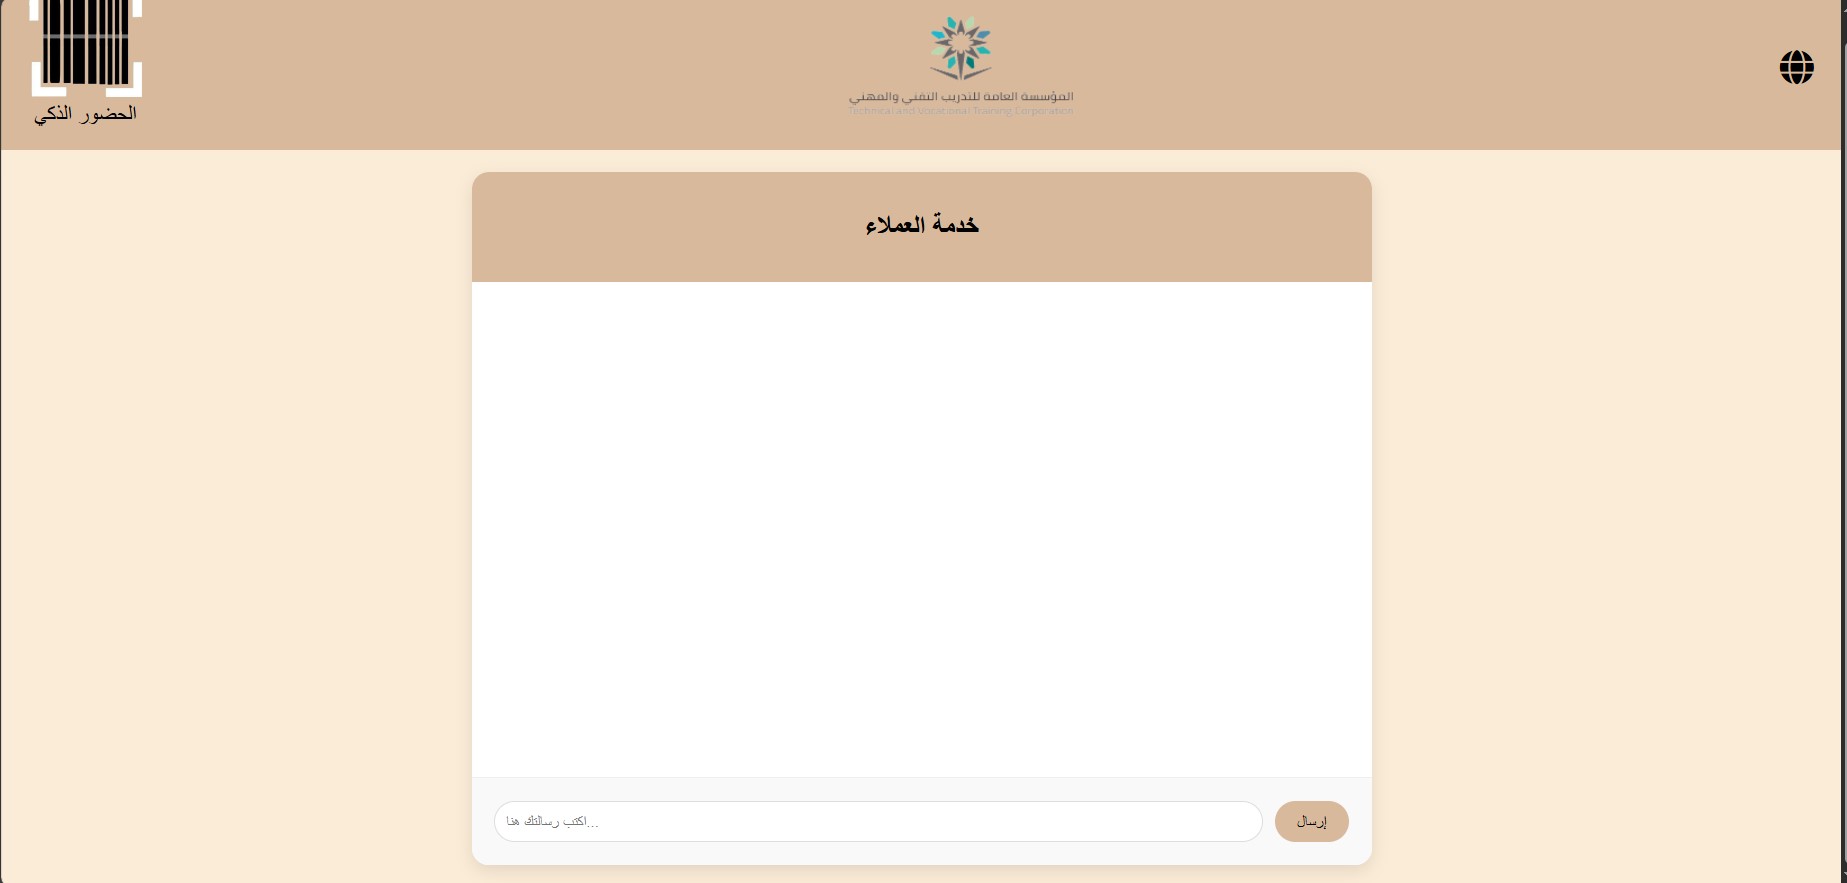 الحضور الذكي
المؤسسة العامة للتدريب التقني والمهني
Technical and Vocational Training Corporation
خدمة العملاء
اكتب رسالتك هنا...
إرسال